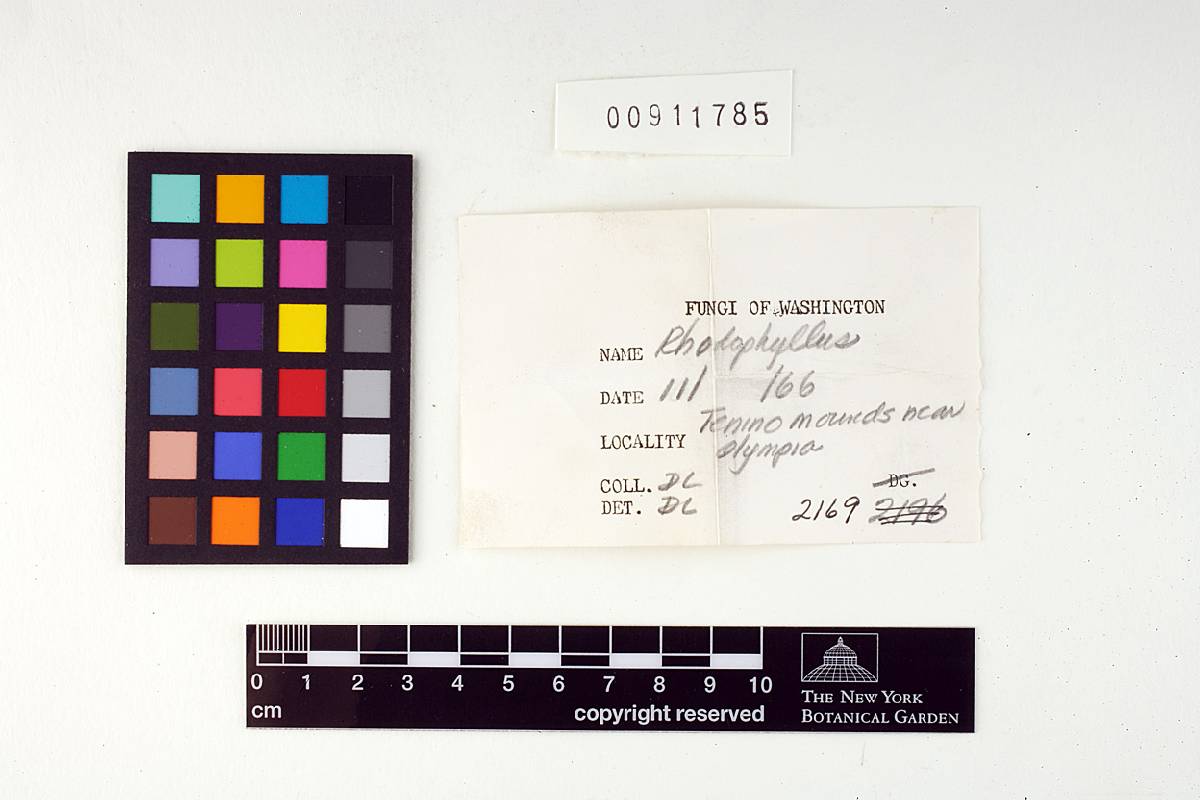 00911785
FUNGI OF WASHINGTON
NAME Rhodophyllus
DATE 11/ /66
LOCALITY Tenino mounds near
Olympia
COLL. DC DG.
DET. DC 2169 2196
0 1 2 3 4 5 6 7 8 9 10
cm copyright reserved
THE NEW YORK
BOTANICAL GARDEN